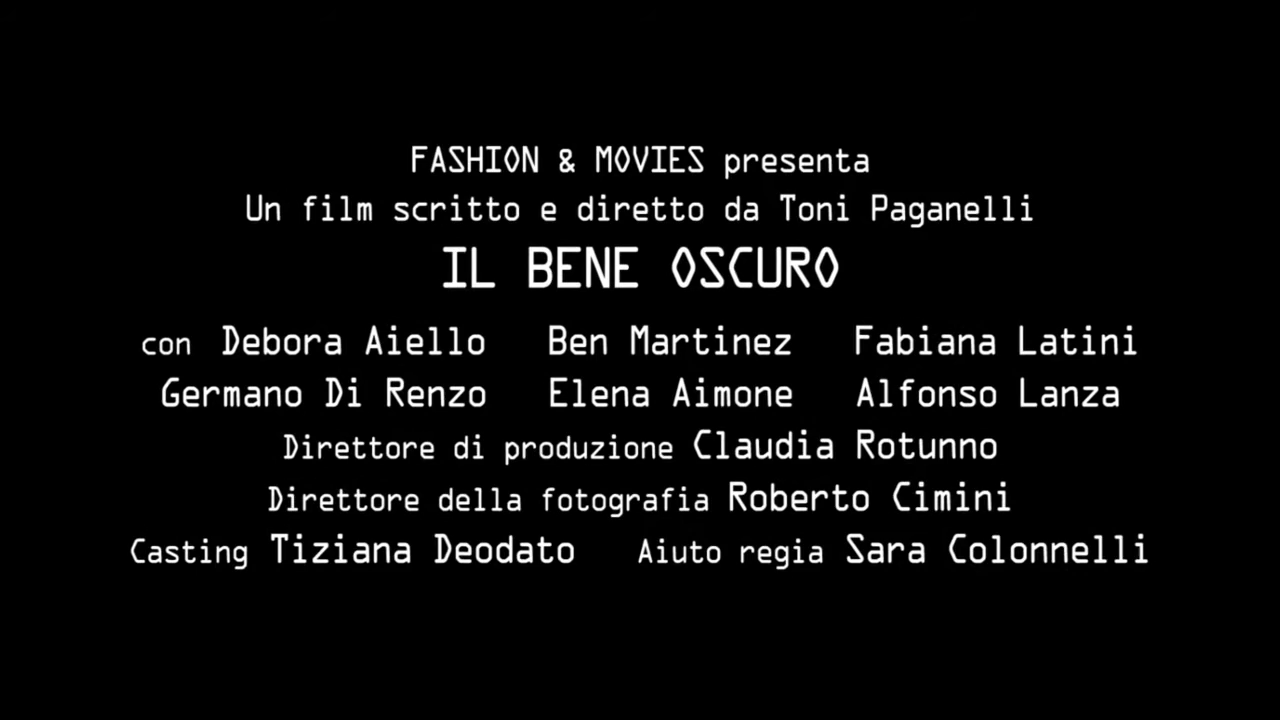 FASHION & MOVIES presenta
Un film scritto e diretto da Toni Paganelli
IL BENE OSCURO
con Debora Aiello Ben Martinez Fabiana Latini
Germano Di Renzo Elena Aimone Alfonso Lanza
Direttore di produzione Claudia Rotunno
Direttore della fotografia Roberto Cimini
Casting Tiziana Deodato Aiuto regia Sara Colonnelli